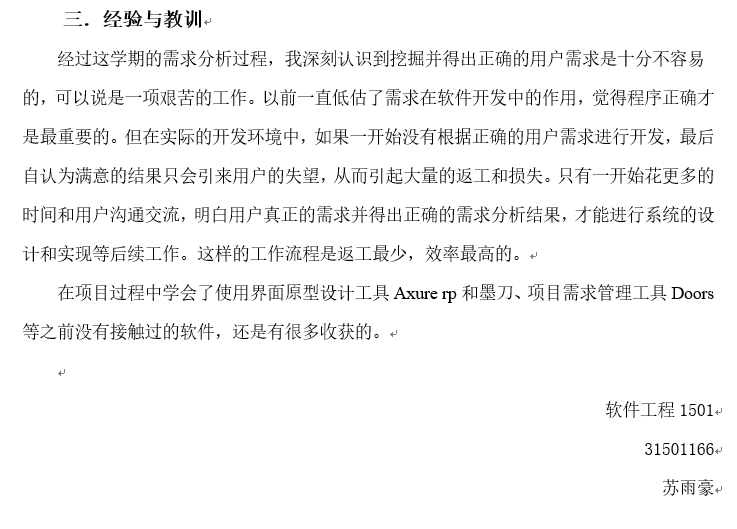 三．经验与教训
经过这学期的需求分析过程，我深刻认识到挖掘并得出正确的用户需求是十分不容易
的，可以说是一项艰苦的工作。以前一直低估了需求在软件开发中的作用，觉得程序正确才
是最重要的。但在实际的开发环境中，如果一开始没有根据正确的用户需求进行开发，最后
自认为满意的结果只会引来用户的失望，从而引起大量的返工和损失。只有一开始花更多的
时间和用户沟通交流，明白用户真正的需求并得出正确的需求分析结果，才能进行系统的设
计和实现等后续工作。这样的工作流程是返工最少，效率最高的。
在项目过程中学会了使用界面原型设计工具 Axure rp 和墨刀、项目需求管理工具 Doors
等之前没有接触过的软件，还是有很多收获的。
软件工程 1501
31501166
苏雨豪